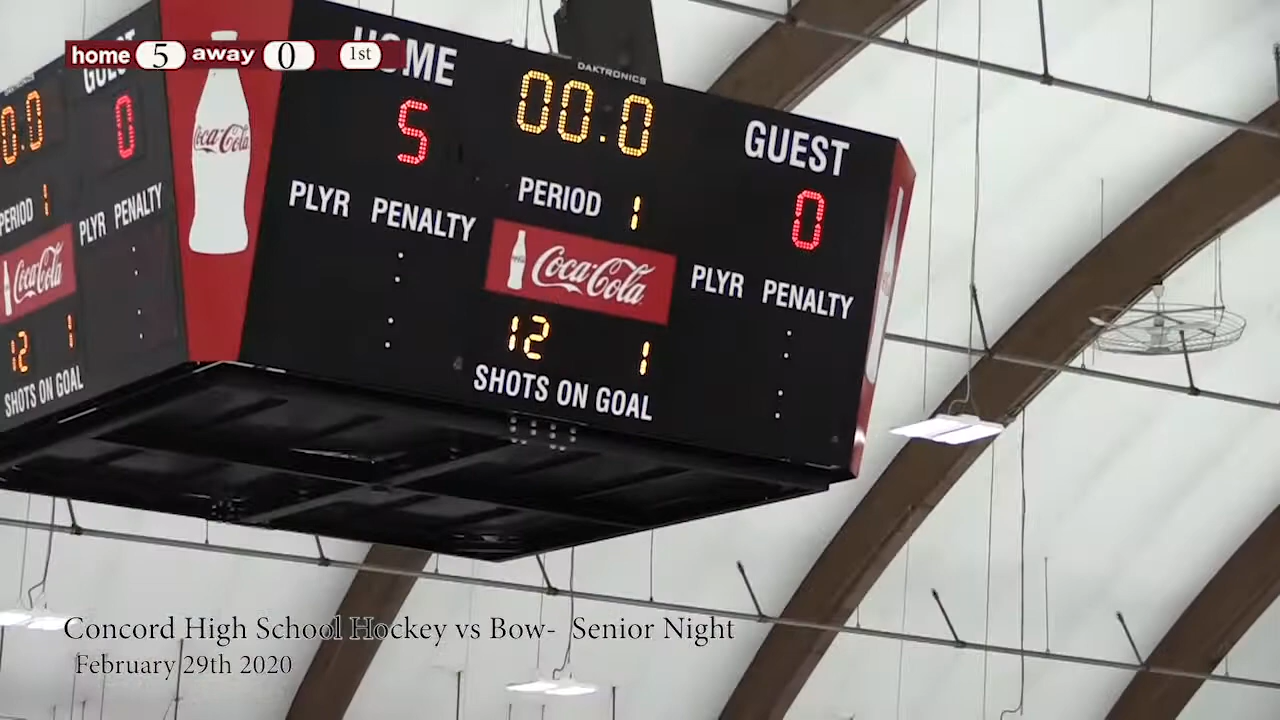 home 5 away 0 1st
GUEST
0
PERIOD 1
PLYR PENALTY
Coca-Cola
12 1
SHOTS ON GOAL
Coca-Cola
HOME
DAKTRONICS
00.0
GUEST
5
0
PERIOD 1
PLYR PENALTY
Coca-Cola
PLYR PENALTY
12 1
SHOTS ON GOAL
Concord High School Hockey vs Bow- Senior Night
February 29th 2020